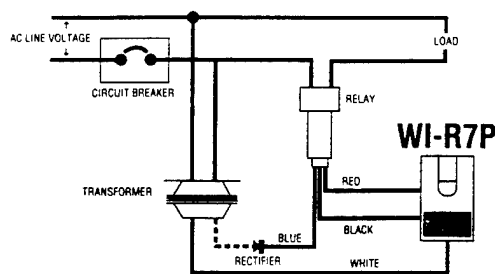 AC LINE VOLTAGE
LOAD
CIRCUIT BREAKER
RELAY
WI-R7P
TRANSFORMER
RED
BLACK
BLUE
RECTIFIER
WHITE